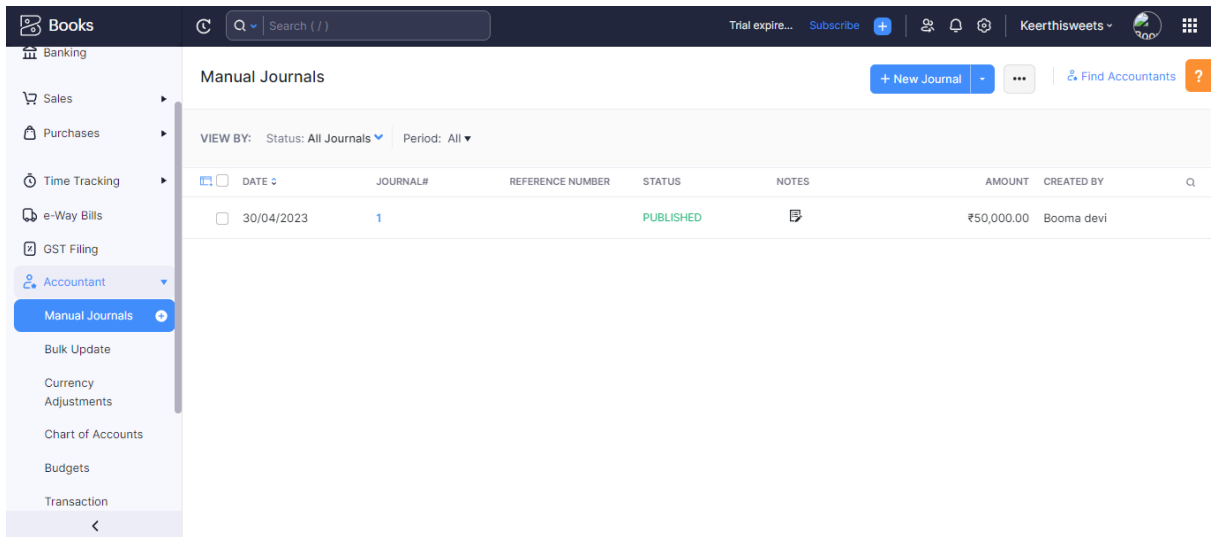 Books
Search ( / )
Trial expire... Subscribe
Keerthisweets
Banking
Sales
Purchases
Time Tracking
e-Way Bills
GST Filing
Accountant
Manual Journals
Bulk Update
Currency
Adjustments
Chart of Accounts
Budgets
Transaction
Manual Journals
+ New Journal
Find Accountants
?
VIEW BY: Status: All Journals Period: All
DATE JOURNAL# REFERENCE NUMBER STATUS NOTES AMOUNT CREATED BY
30/04/2023 1 PUBLISHED ₹50,000.00 Booma devi